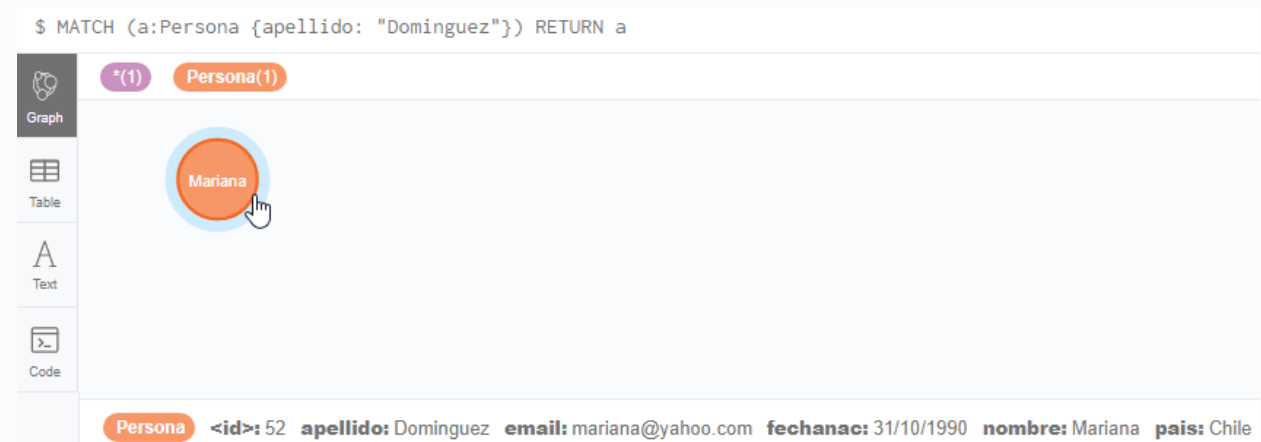 $ MATCH (a:Persona {apellido: "Dominguez"}) RETURN a
*(1) Persona(1)
Graph
Mariana
Table
A
Text
Code
Persona <id>: 52 apellido: Dominguez email: mariana@yahoo.com fechanac: 31/10/1990 nombre: Mariana pais: Chile